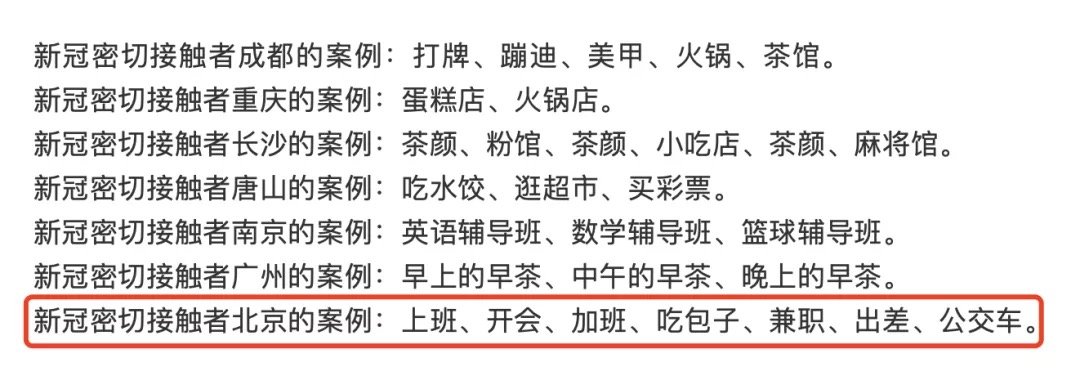 新冠密切接触者成都的案例：打牌、蹦迪、美甲、火锅、茶馆。
新冠密切接触者重庆的案例：蛋糕店、火锅店。
新冠密切接触者长沙的案例：茶颜、粉馆、茶颜、小吃店、茶颜、麻将馆。
新冠密切接触者唐山的案例：吃水饺、逛超市、买彩票。
新冠密切接触者南京的案例：英语辅导班、数学辅导班、篮球辅导班。
新冠密切接触者广州的案例：早上的早茶、中午的早茶、晚上的早茶。
新冠密切接触者北京的案例：上班、开会、加班、吃包子、兼职、出差、公交车。